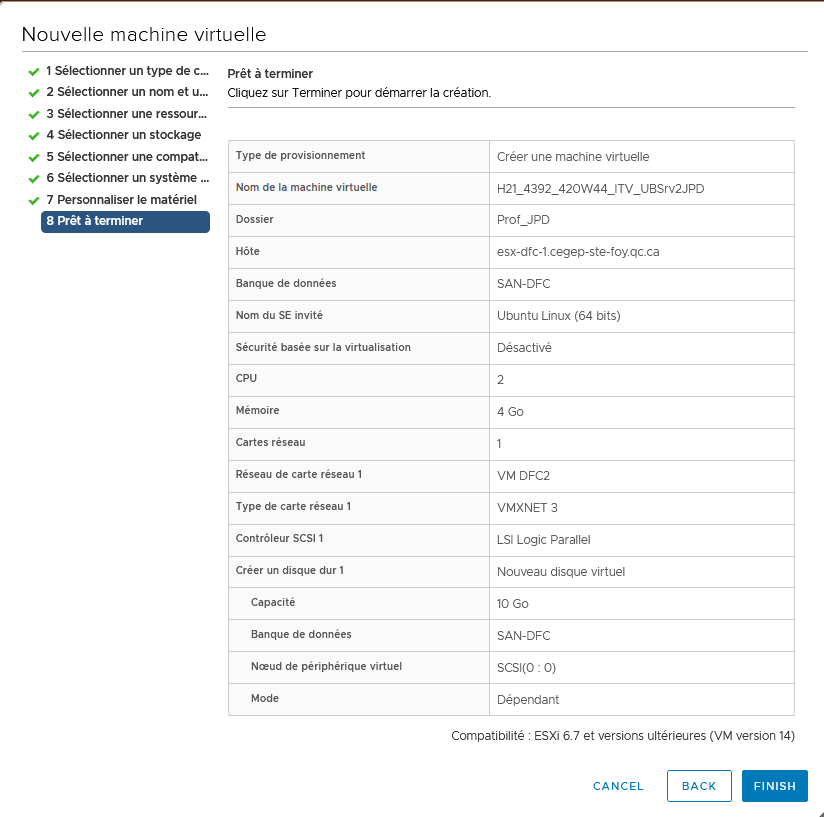 Nouvelle machine virtuelle
1 Sélectionner un type de c...
2 Sélectionner un nom et u...
3 Sélectionner une ressour...
4 Sélectionner un stockage
5 Sélectionner une compat...
6 Sélectionner un système ...
7 Personnaliser le matériel
8 Prêt à terminer
Prêt à terminer
Cliquez sur Terminer pour démarrer la création.
Type de provisionnement Créer une machine virtuelle
Nom de la machine virtuelle H21_4392_420W44_ITV_UBSrv2JPD
Dossier Prof_JPD
Hôte esx-dfc-1.cegep-ste-foy.qc.ca
Banque de données SAN-DFC
Nom du SE invité Ubuntu Linux (64 bits)
Sécurité basée sur la virtualisation Désactivé
CPU 2
Mémoire 4 Go
Cartes réseau 1
Réseau de carte réseau 1 VM DFC2
Type de carte réseau 1 VMXNET 3
Contrôleur SCSI 1 LSI Logic Parallel
Créer un disque dur 1 Nouveau disque virtuel
Capacité 10 Go
Banque de données SAN-DFC
Nœud de périphérique virtuel SCSI(0 : 0)
Mode Dépendant
Compatibilité : ESXi 6.7 et versions ultérieures (VM version 14)
CANCEL BACK FINISH